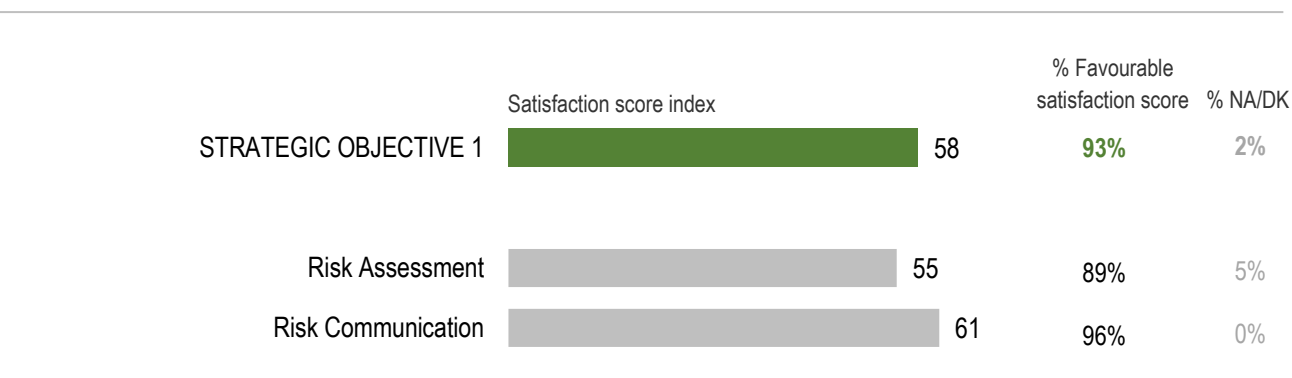 % Favourable
Satisfaction score index satisfaction score % NA/DK
STRATEGIC OBJECTIVE 1 58 93% 2%
Risk Assessment 55 89% 5%
Risk Communication 61 96% 0%